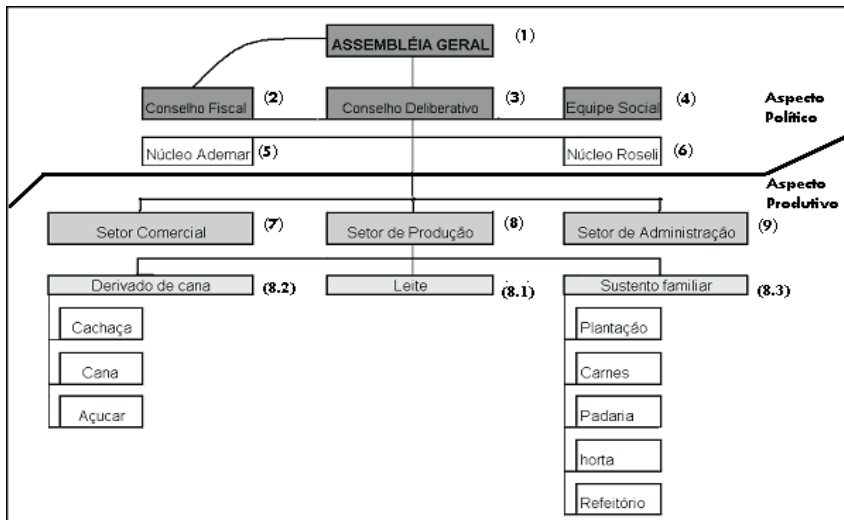 ASSEMBLÉIA GERAL (1)
Conselho Fiscal (2) Conselho Deliberativo (3) Equipe Social (4)
Aspecto
Político
Núcleo Ademar (5) Núcleo Roseli (6)
Aspecto
Produtivo
Setor Comercial (7) Setor de Produção (8) Setor de Administração (9)
Derivado de cana (8.2) Leite (8.1) Sustento familiar (8.3)
Cachaça Plantação
Cana Carnes
Açucar Padaria
horta
Refeitório